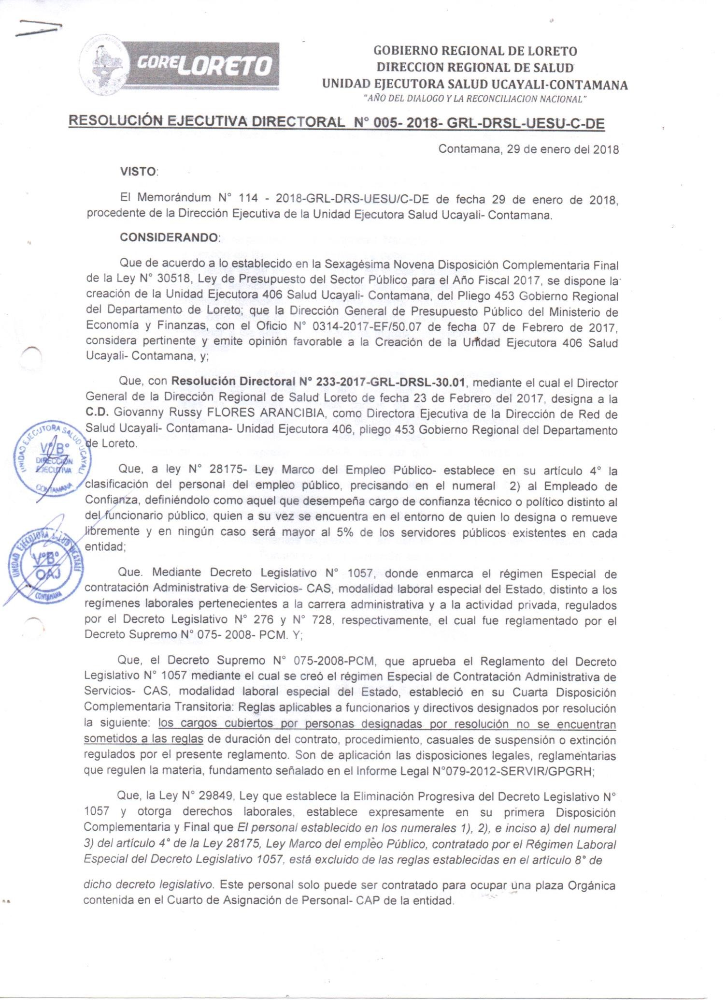 GORELORETO
GOBIERNO REGIONAL DE LORETO
DIRECCION REGIONAL DE SALUD
UNIDAD EJECUTORA SALUD UCAYALI-CONTAMANA
"AÑO DEL DIALOGO Y LA RECONCILIACION NACIONAL"
RESOLUCIÓN EJECUTIVA DIRECTORAL N° 005- 2018- GRL-DRSL-UESU-C-DE
Contamana, 29 de enero del 2018
VISTO:
El Memorándum N° 114 - 2018-GRL-DRS-UESU/C-DE de fecha 29 de enero de 2018,
procedente de la Dirección Ejecutiva de la Unidad Ejecutora Salud Ucayali- Contamana.
CONSIDERANDO:
Que de acuerdo a lo establecido en la Sexagésima Novena Disposición Complementaria Final
de la Ley N° 30518, Ley de Presupuesto del Sector Público para el Año Fiscal 2017, se dispone la
creación de la Unidad Ejecutora 406 Salud Ucayali- Contamana, del Pliego 453 Gobierno Regional
del Departamento de Loreto; que la Dirección General de Presupuesto Público del Ministerio de
Economía y Finanzas, con el Oficio N° 0314-2017-EF/50.07 de fecha 07 de Febrero de 2017,
considera pertinente y emite opinión favorable a la Creación de la Unidad Ejecutora 406 Salud
Ucayali- Contamana, y;
Que, con Resolución Directoral N° 233-2017-GRL-DRSL-30.01, mediante el cual el Director
General de la Dirección Regional de Salud Loreto de fecha 23 de Febrero del 2017, designa a la
C.D. Giovanny Russy FLORES ARANCIBIA, como Directora Ejecutiva de la Dirección de Red de
Salud Ucayali- Contamana- Unidad Ejecutora 406, pliego 453 Gobierno Regional del Departamento
de Loreto.
UNIDAD EJECUTORA SALUD UCAYALI
V°B°
DIRECCIÓN
EJECUTIVA
CONTAMANA
Que, a ley N° 28175- Ley Marco del Empleo Público- establece en su artículo 4° la
clasificación del personal del empleo público, precisando en el numeral 2) al Empleado de
Confianza, definiéndolo como aquel que desempeña cargo de confianza técnico o político distinto al
del funcionario público, quien a su vez se encuentra en el entorno de quien lo designa o remueve
libremente y en ningún caso será mayor al 5% de los servidores públicos existentes en cada
entidad;
UNIDAD EJECUTORA SALUD UCAYALI
V°B°
OAJ
CONTAMANA
Que. Mediante Decreto Legislativo N° 1057, donde enmarca el régimen Especial de
contratación Administrativa de Servicios- CAS, modalidad laboral especial del Estado, distinto a los
regímenes laborales pertenecientes a la carrera administrativa y a la actividad privada, regulados
por el Decreto Legislativo N° 276 y N° 728, respectivamente, el cual fue reglamentado por el
Decreto Supremo N° 075- 2008- PCM. Y;
Que, el Decreto Supremo N° 075-2008-PCM, que aprueba el Reglamento del Decreto
Legislativo N° 1057 mediante el cual se creó el régimen Especial de Contratación Administrativa de
Servicios- CAS, modalidad laboral especial del Estado, estableció en su Cuarta Disposición
Complementaria Transitoria: Reglas aplicables a funcionarios y directivos designados por resolución
la siguiente: los cargos cubiertos por personas designadas por resolución no se encuentran
sometidos a las reglas de duración del contrato, procedimiento, casuales de suspensión o extinción
regulados por el presente reglamento. Son de aplicación las disposiciones legales, reglamentarias
que regulen la materia, fundamento señalado en el Informe Legal N°079-2012-SERVIR/GPGRH;
Que, la Ley N° 29849, Ley que establece la Eliminación Progresiva del Decreto Legislativo N°
1057 y otorga derechos laborales, establece expresamente en su primera Disposición
Complementaria y Final que El personal establecido en los numerales 1), 2), e inciso a) del numeral
3) del artículo 4° de la Ley 28175, Ley Marco del empleo Público, contratado por el Régimen Laboral
Especial del Decreto Legislativo 1057, está excluido de las reglas establecidas en el artículo 8° de
dicho decreto legislativo. Este personal solo puede ser contratado para ocupar una plaza Orgánica
contenida en el Cuarto de Asignación de Personal- CAP de la entidad.